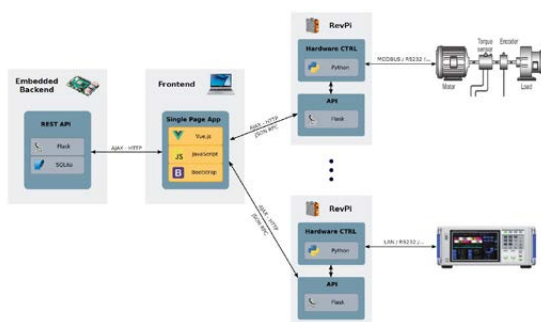 Embedded
Backend
REST API
Flask
SQLite
AJAX - HTTP
Frontend
Single Page App
Vue.js
JS JavaScript
B Bootstrap
AJAX - HTTP
JSON RPC
AJAX - HTTP
JSON RPC
RevPi
Hardware CTRL
Python
API
Flask
MODBUS / RS232 /...
Torque
sensor
Encoder
Motor
Load
RevPi
Hardware CTRL
Python
API
Flask
LAN / RS232 /...